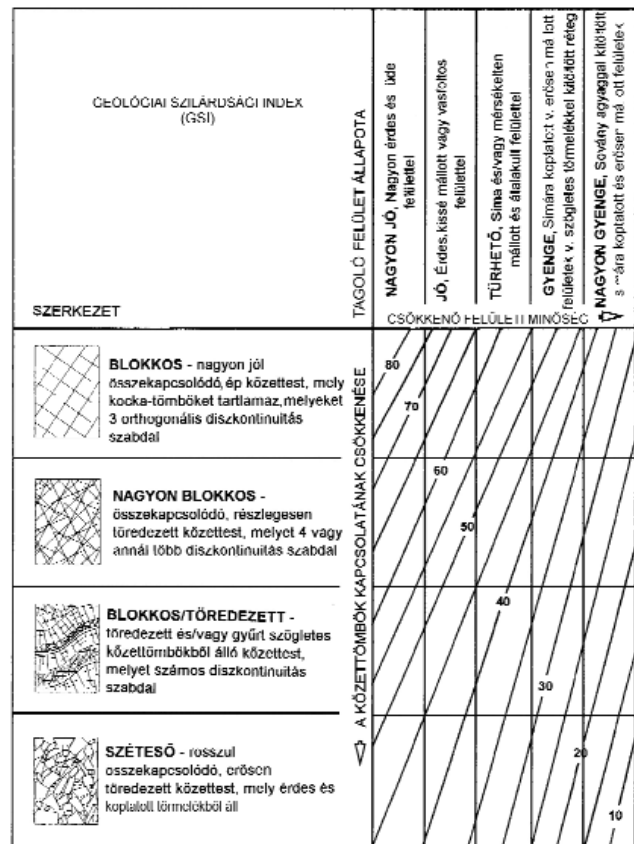 GEOLÓGIAI SZILÁRDSÁGI INDEX
(GSI)
SZERKEZET
TAGOLÓ FELÜLET ÁLLAPOTA
NAGYON JÓ, Nagyon érdes és üde
felülettel
JÓ, Érdes, kissé mállott vagy vasfoltos
felülettel
TÜRHETŐ, Sima és/vagy mérsékelten
mállott és átalakult felülettel
GYENGE, Simára koptatott v. erősen mállott
felületek v. szögletes törmelékkel kitöltött réteg
NAGYON GYENGE, Sovány agyaggal kitöltött
simára koptatott és erősen mállott felületek
CSÖKKENŐ FELÜLETI MINŐSÉG
BLOKKOS - nagyon jól
összekapcsolódó, ép kőzettest, mely
kocka-tömböket tartlamaz, melyeket
3 orthogonális diszkontinuitás
szabdal
NAGYON BLOKKOS -
összekapcsolódó, részlegesen
töredezett kőzettest, melyet 4 vagy
annál több diszkontinuitás szabdal
BLOKKOS/TÖREDEZETT -
töredezett és/vagy gyűrt szögletes
kőzettömbökből álló kőzettest,
melyet számos diszkontinuitás
szabdal
SZÉTESŐ - rosszul
összekapcsolódó, erősen
töredezett kőzettest, mely érdes és
koptatott törmelékből áll
A KŐZETTÖMBÖK KAPCSOLATÁNAK CSÖKKENÉSE
80
70
60
50
40
30
20
10